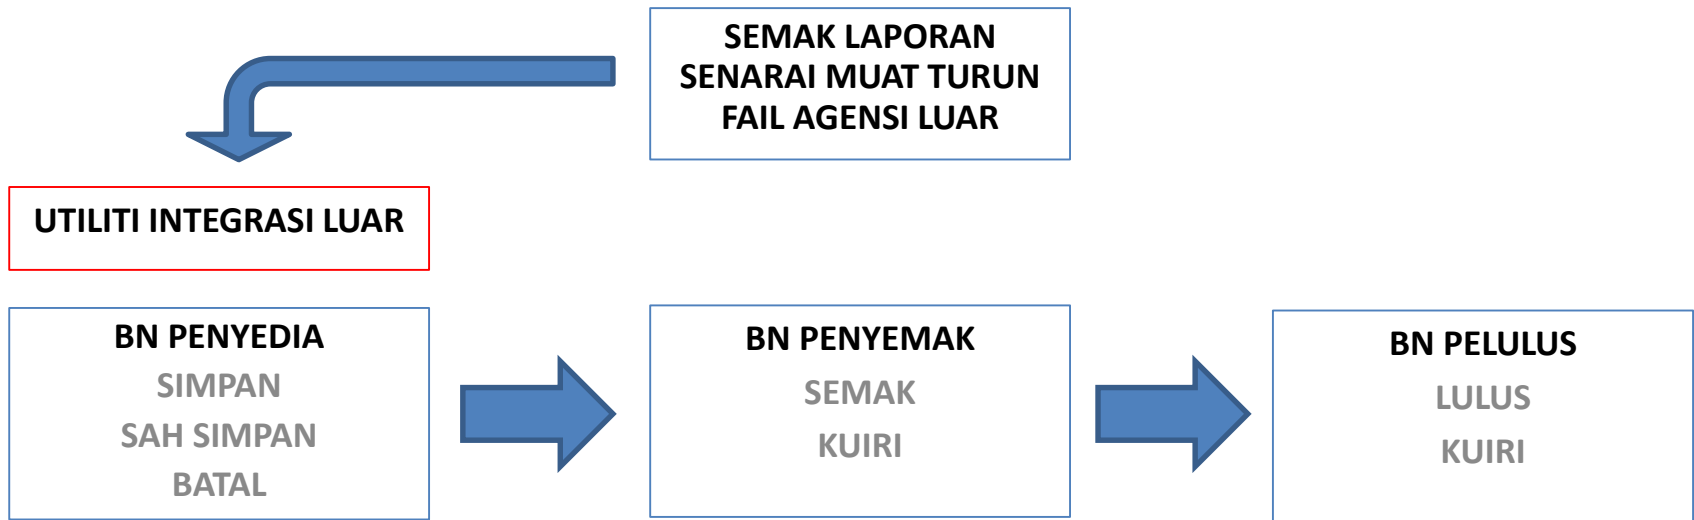 SEMAK LAPORAN
SENARAI MUAT TURUN
FAIL AGENSI LUAR
UTILITI INTEGRASI LUAR
BN PENYEDIA
SIMPAN
SAH SIMPAN
BATAL
BN PENYEMAK
SEMAK
KUIRI
BN PELULUS
LULUS
KUIRI